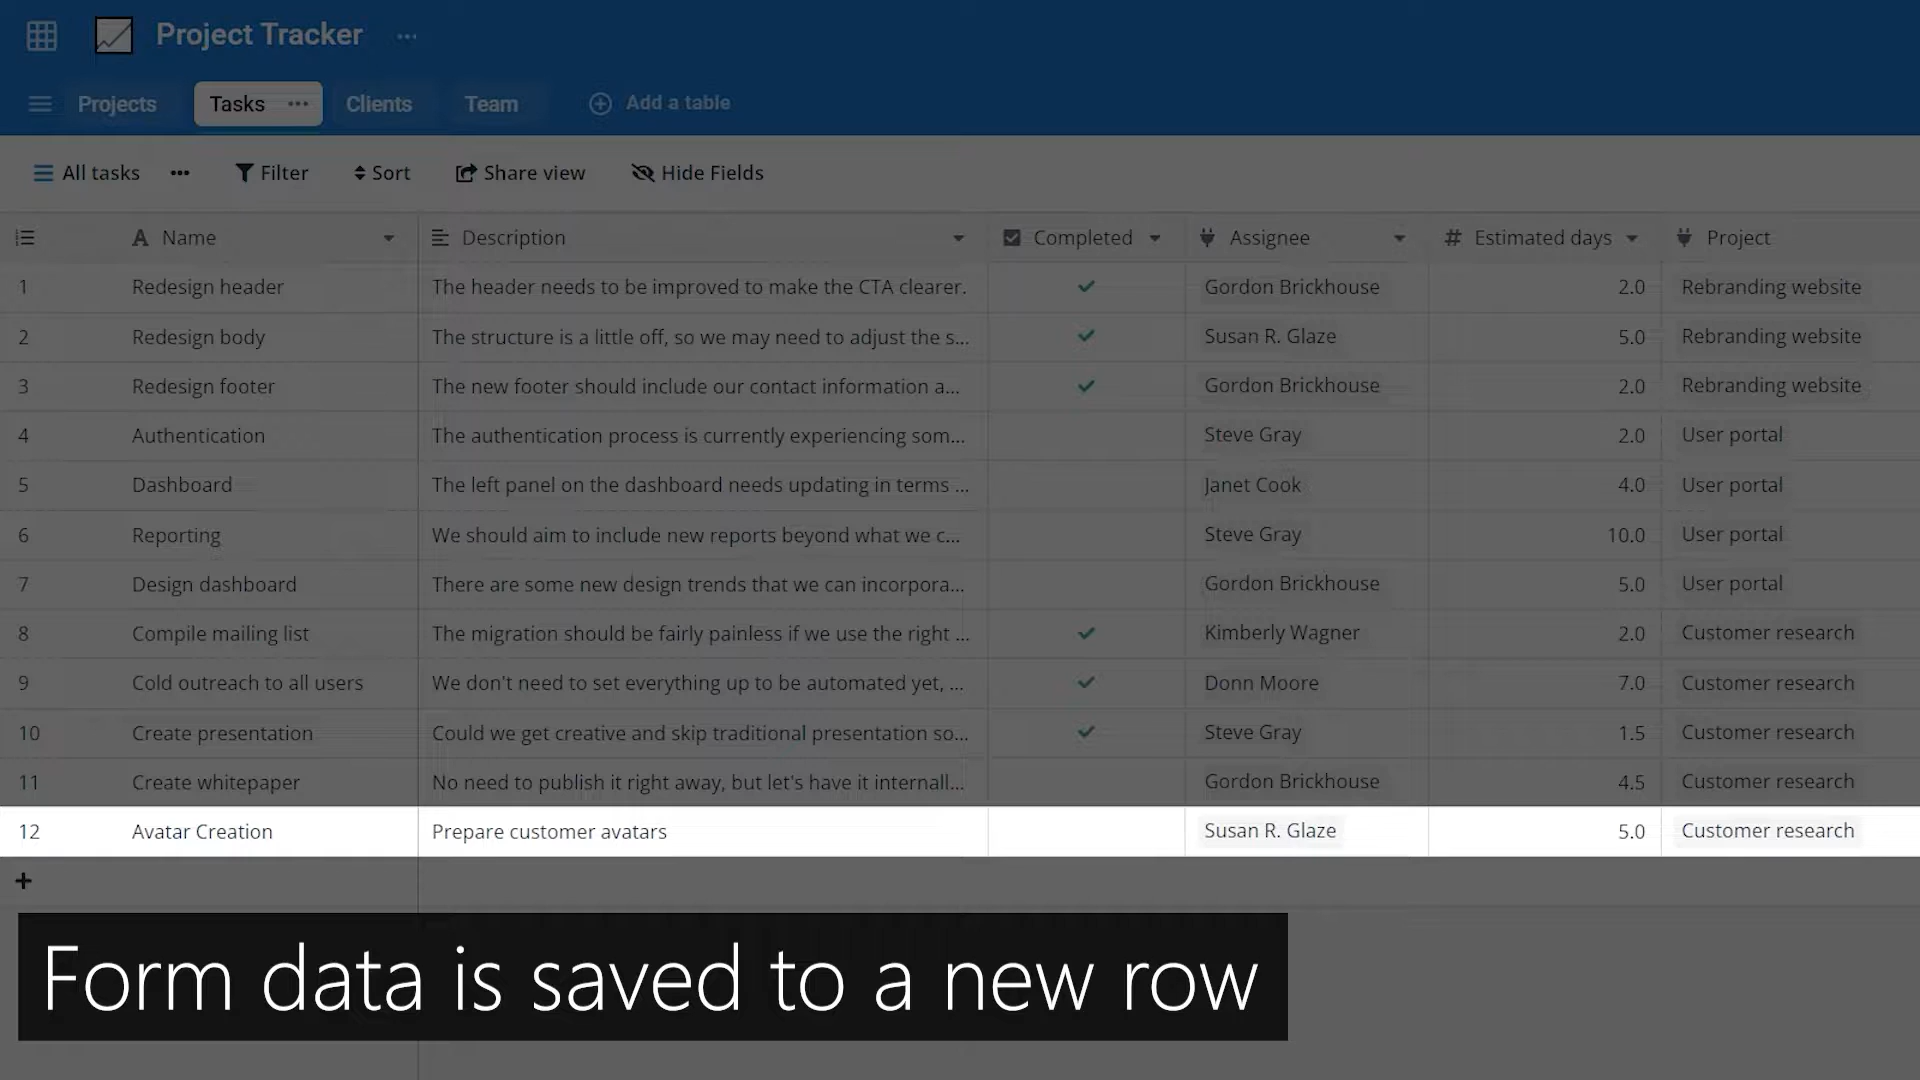 Project Tracker ...
Projects Tasks ... Clients Team Add a table
All tasks ... Filter Sort Share view Hide Fields
Name Description Completed Assignee # Estimated days Project
1 Redesign header The header needs to be improved to make the CTA clearer. Gordon Brickhouse 2.0 Rebranding website
2 Redesign body The structure is a little off, so we may need to adjust the s... Susan R. Glaze 5.0 Rebranding website
3 Redesign footer The new footer should include our contact information a... Gordon Brickhouse 2.0 Rebranding website
4 Authentication The authentication process is currently experiencing som... Steve Gray 2.0 User portal
5 Dashboard The left panel on the dashboard needs updating in terms ... Janet Cook 4.0 User portal
6 Reporting We should aim to include new reports beyond what we c... Steve Gray 10.0 User portal
7 Design dashboard There are some new design trends that we can incorpora... Gordon Brickhouse 5.0 User portal
8 Compile mailing list The migration should be fairly painless if we use the right ... Kimberly Wagner 2.0 Customer research
9 Cold outreach to all users We don't need to set everything up to be automated yet, ... Donn Moore 7.0 Customer research
10 Create presentation Could we get creative and skip traditional presentation so... Steve Gray 1.5 Customer research
11 Create whitepaper No need to publish it right away, but let's have it internall... Gordon Brickhouse 4.5 Customer research
12 Avatar Creation Prepare customer avatars Susan R. Glaze 5.0 Customer research
+
Form data is saved to a new row